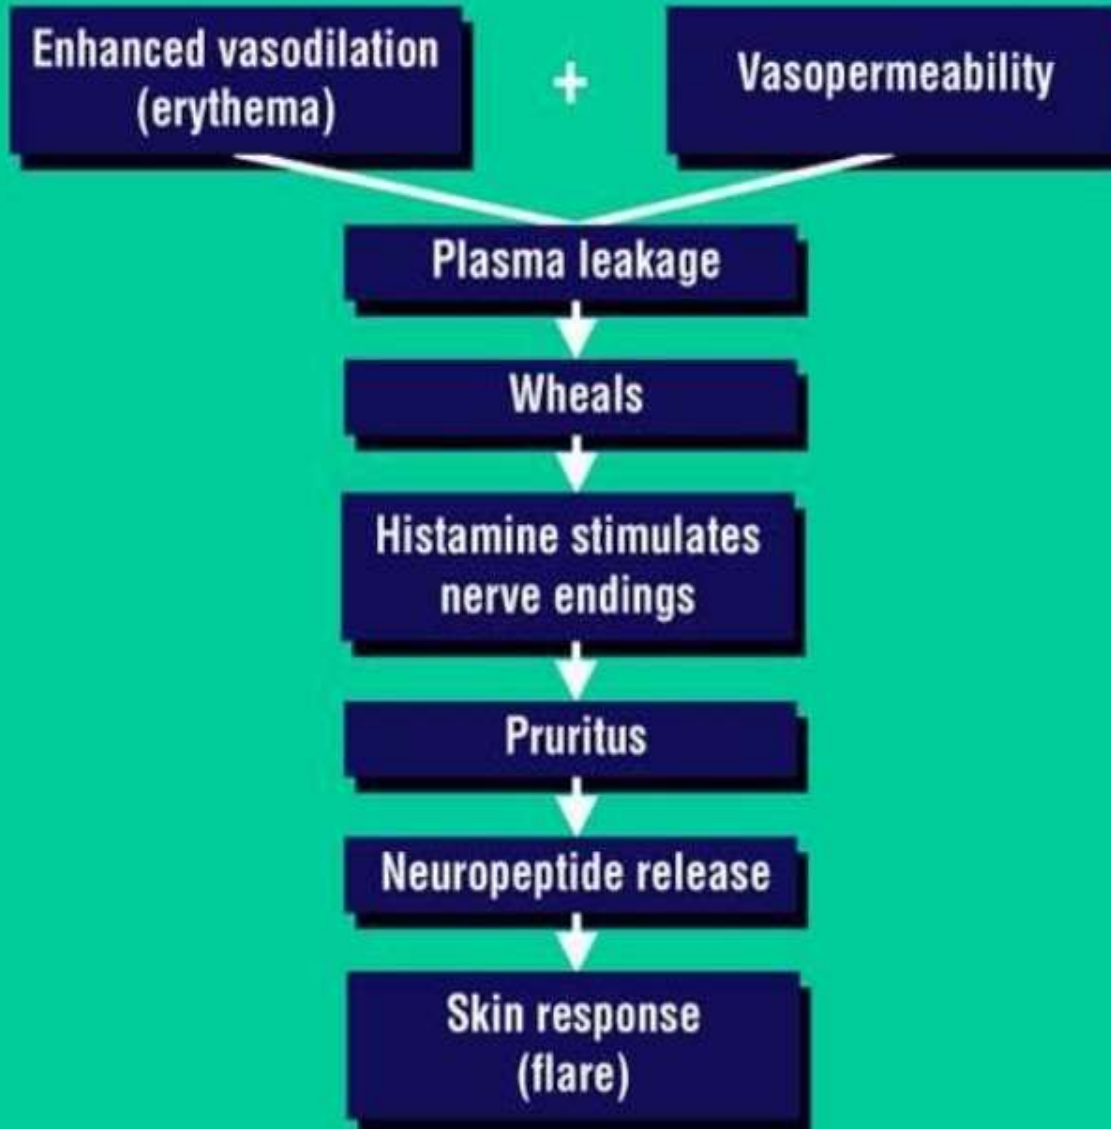 Enhanced vasodilation
(erythema)
+
Vasopermeability
Plasma leakage
Wheals
Histamine stimulates
nerve endings
Pruritus
Neuropeptide release
Skin response
(flare)